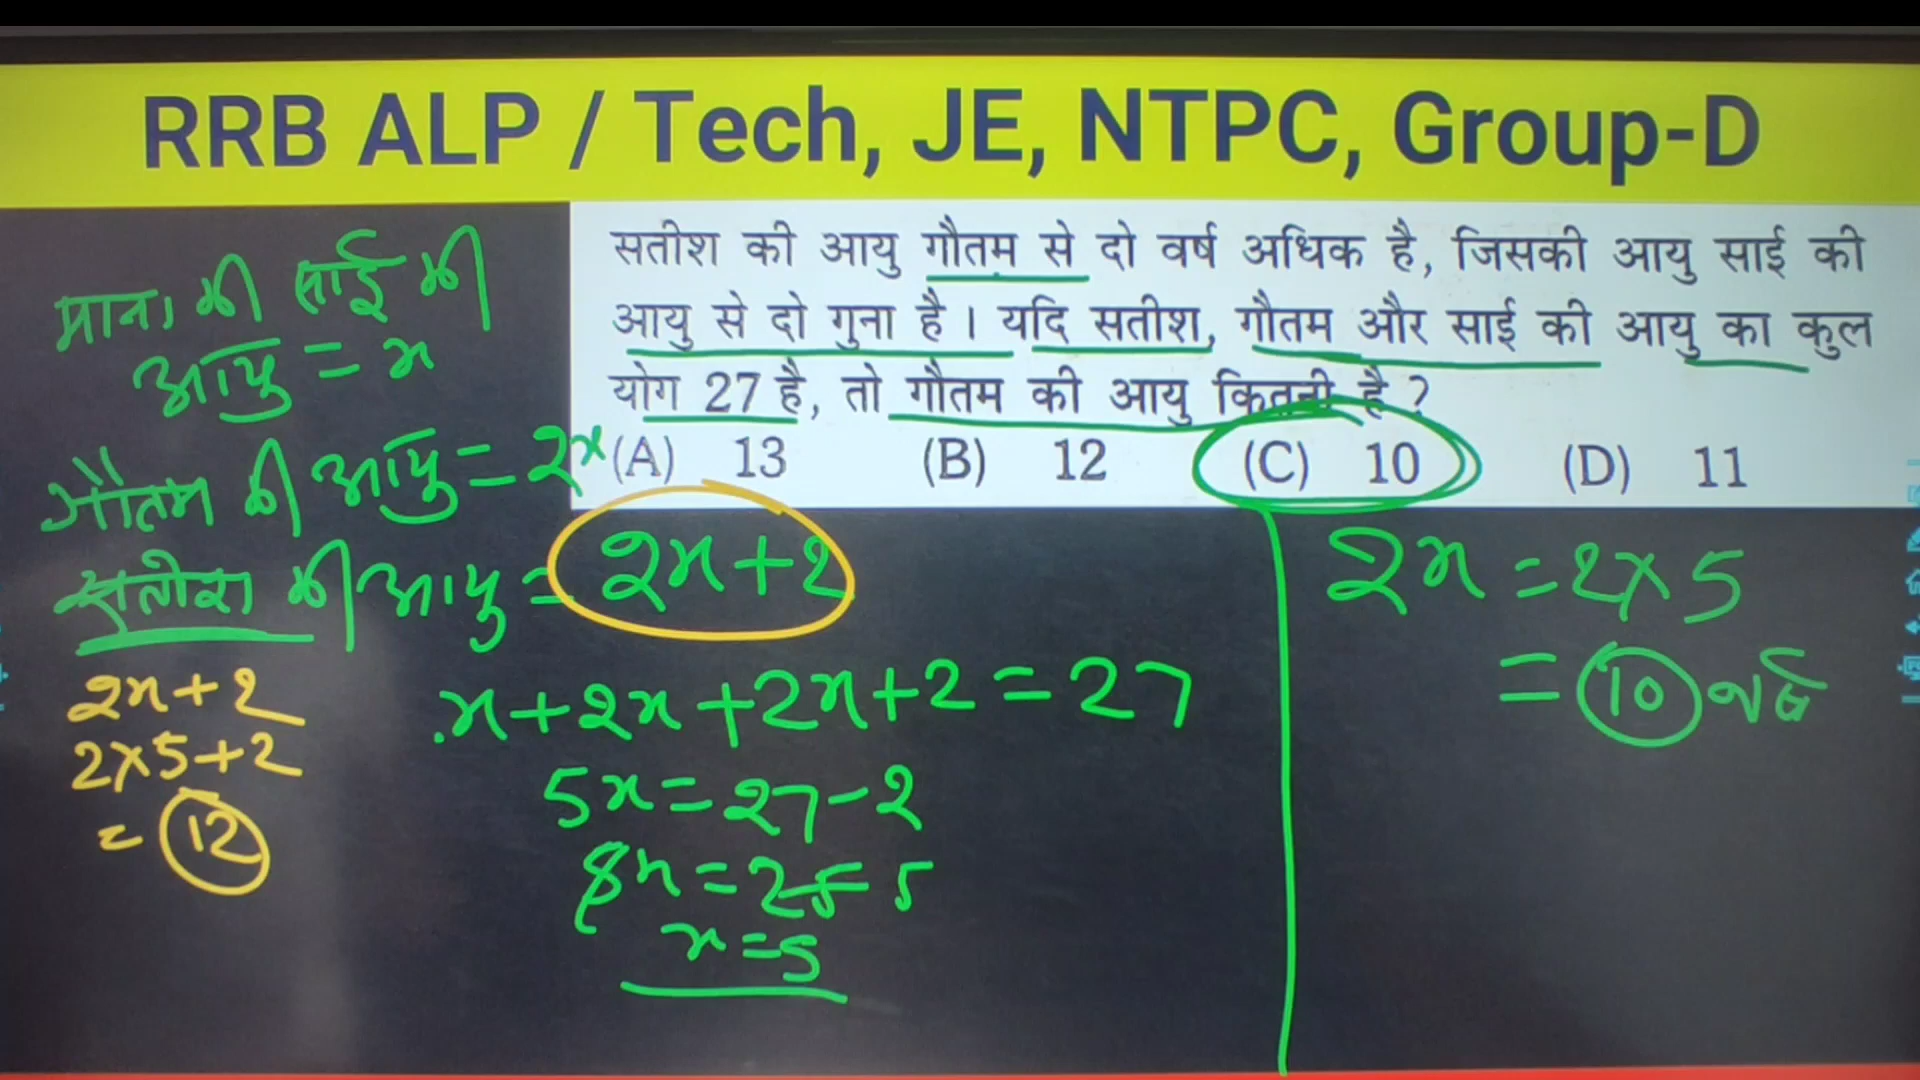 RRB ALP / Tech, JE, NTPC, Group-D
सतीश की आयु गौतम से दो वर्ष अधिक है, जिसकी आयु साई की
आयु से दो गुना है। यदि सतीश, गौतम और साई की आयु का कुल
योग 27 है, तो गौतम की आयु कितनी है ?
(A) 13 (B) 12 (C) 10 (D) 11
माना की साई की
आयु = x
गौतम की आयु = 2x
सतीश की आयु = 2x+2
2x+2
2×5+2
= 12
x+2x+2x+2=27
5x=27-2
5x=25 5
x=5
2x=2×5
= 10 वर्ष